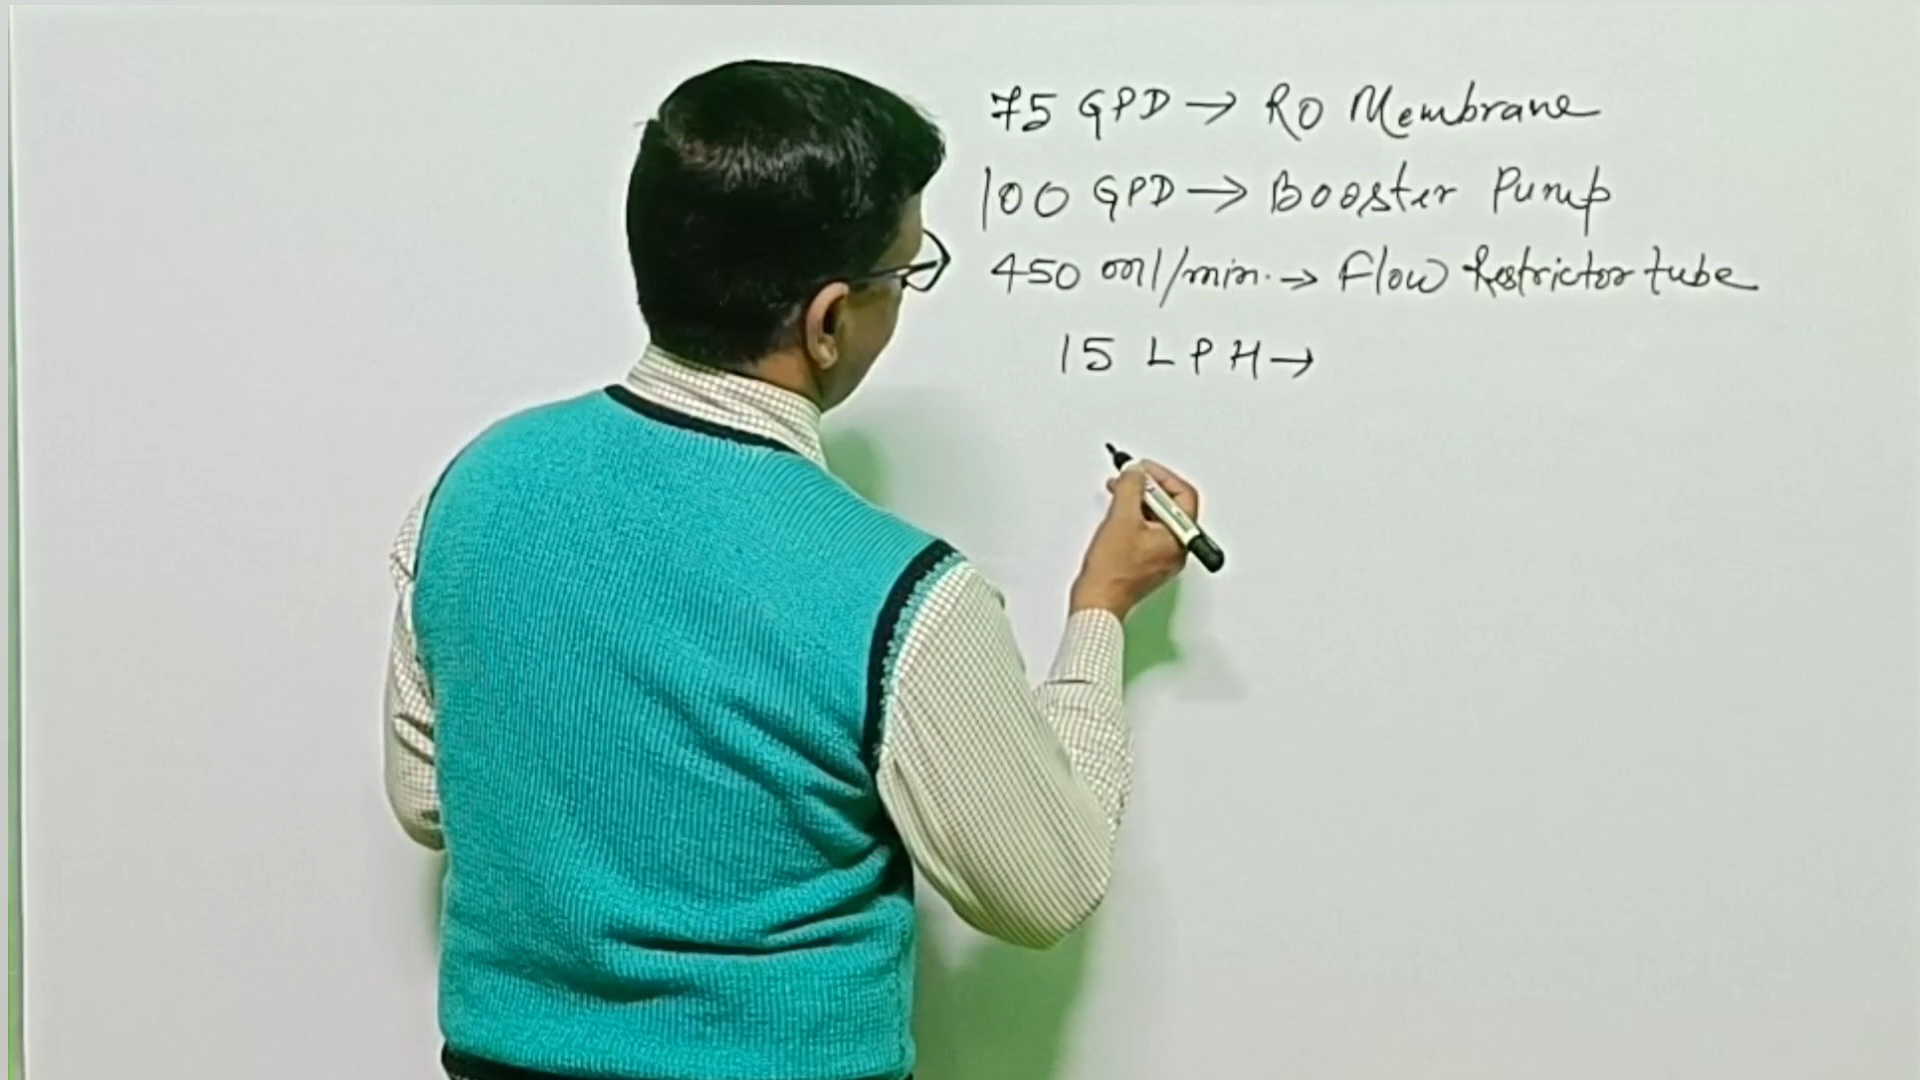 75 GPD → RO Membrane
100 GPD → Booster Pump
450 ml/min. → Flow Restrictor tube
15 LPH →